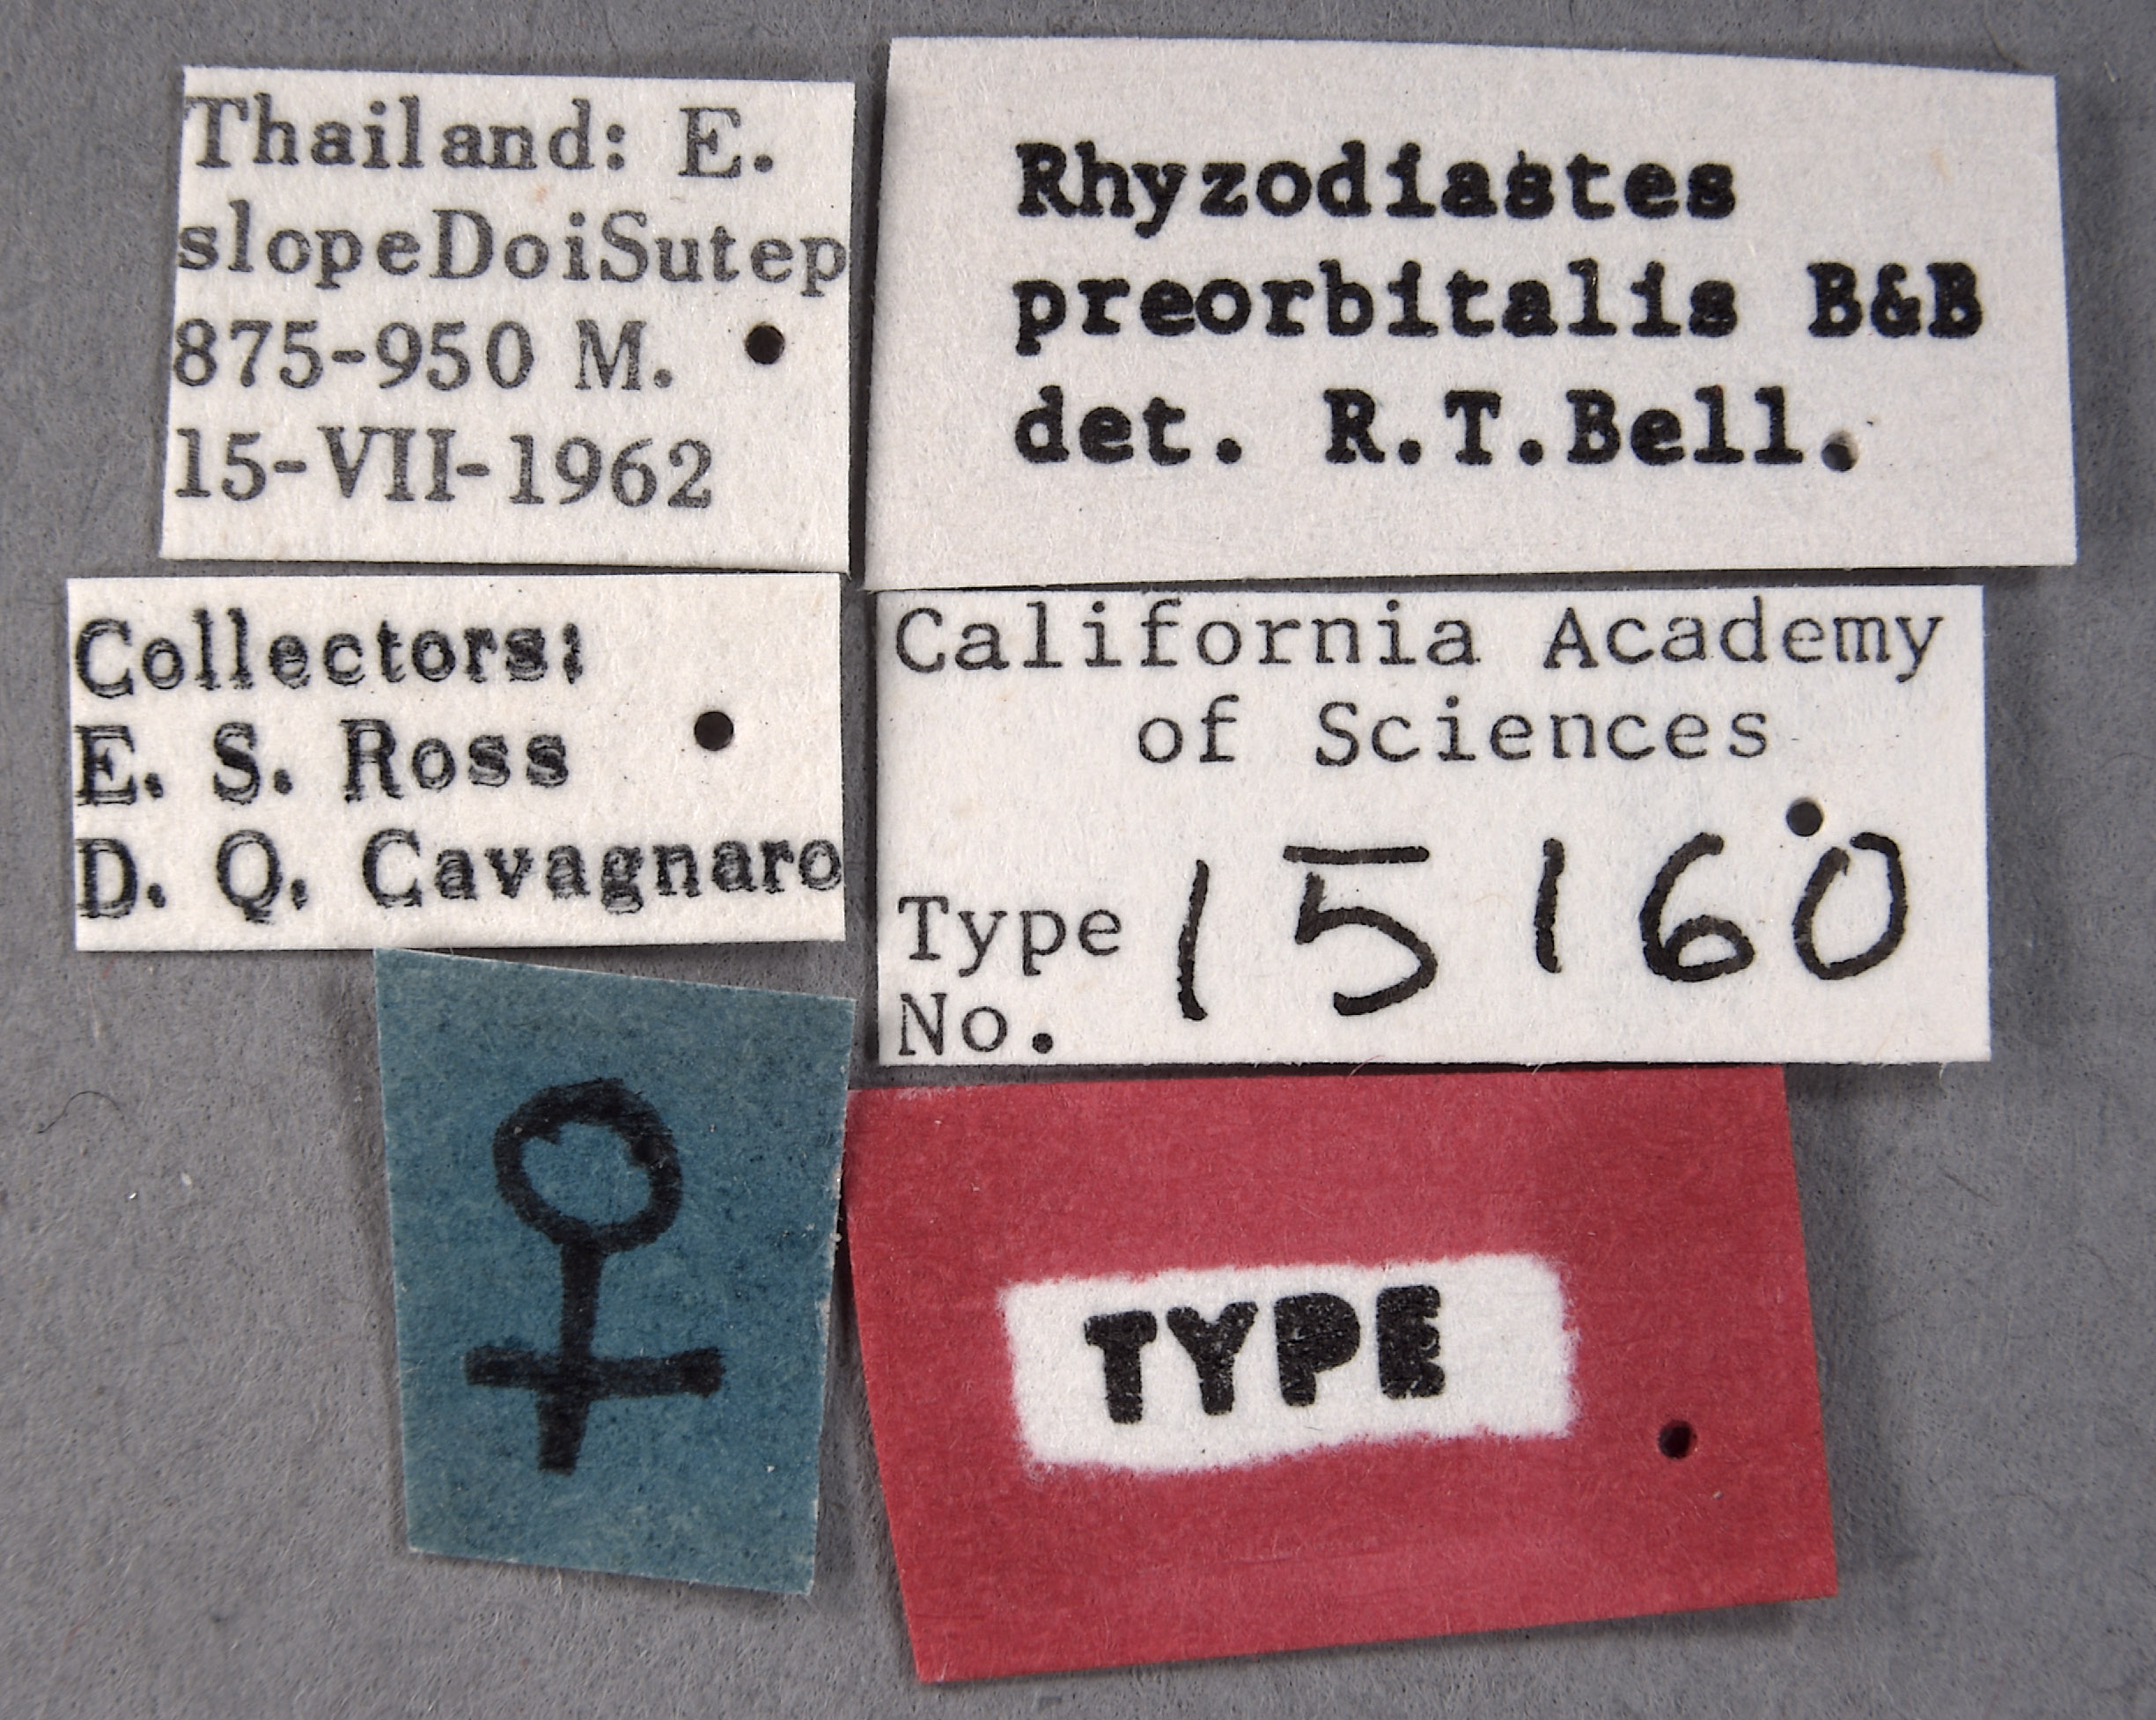 Thailand: E.
slopeDoiSutep
875-950 M.
15-VII-1962
Rhyzodiastes
preorbitalis B&B
det. R.T.Bell.
Collectors:
E. S. Ross
D. Q. Cavagnaro
California Academy
of Sciences
Type
No. 15160
♀
TYPE